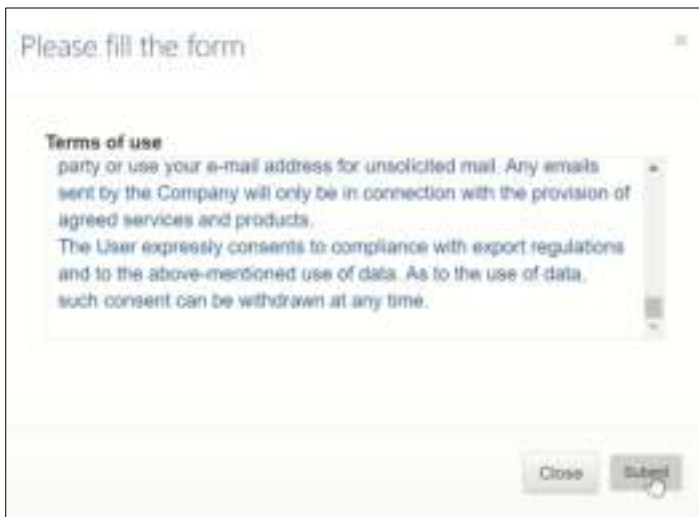 Please fill the form
Terms of use
party or use your e-mail address for unsolicited mail. Any emails
sent by the Company will only be in connection with the provision of
agreed services and products.
The User expressly consents to compliance with export regulations
and to the above-mentioned use of data. As to the use of data,
such consent can be withdrawn at any time.
Close
Submit